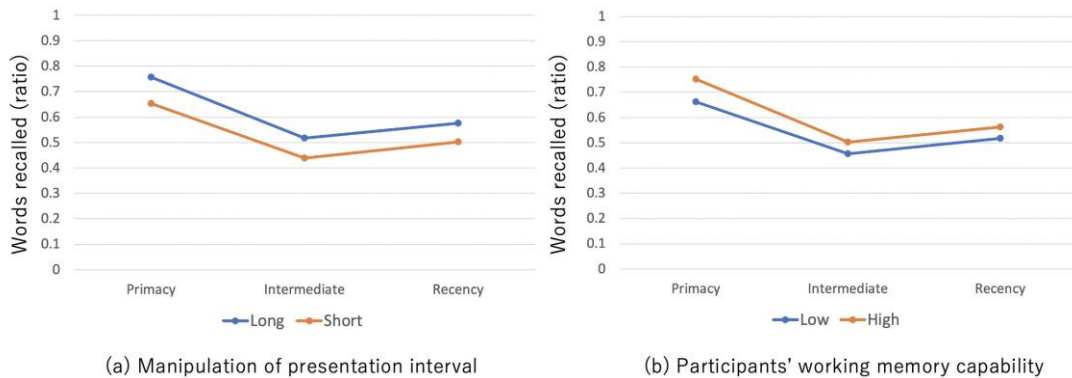 Words recalled (ratio)
1
0.9
0.8
0.7
0.6
0.5
0.4
0.3
0.2
0.1
0
Primacy Intermediate Recency
Long Short
(a) Manipulation of presentation interval
Words recalled (ratio)
1
0.9
0.8
0.7
0.6
0.5
0.4
0.3
0.2
0.1
0
Primacy Intermediate Recency
Low High
(b) Participants' working memory capability